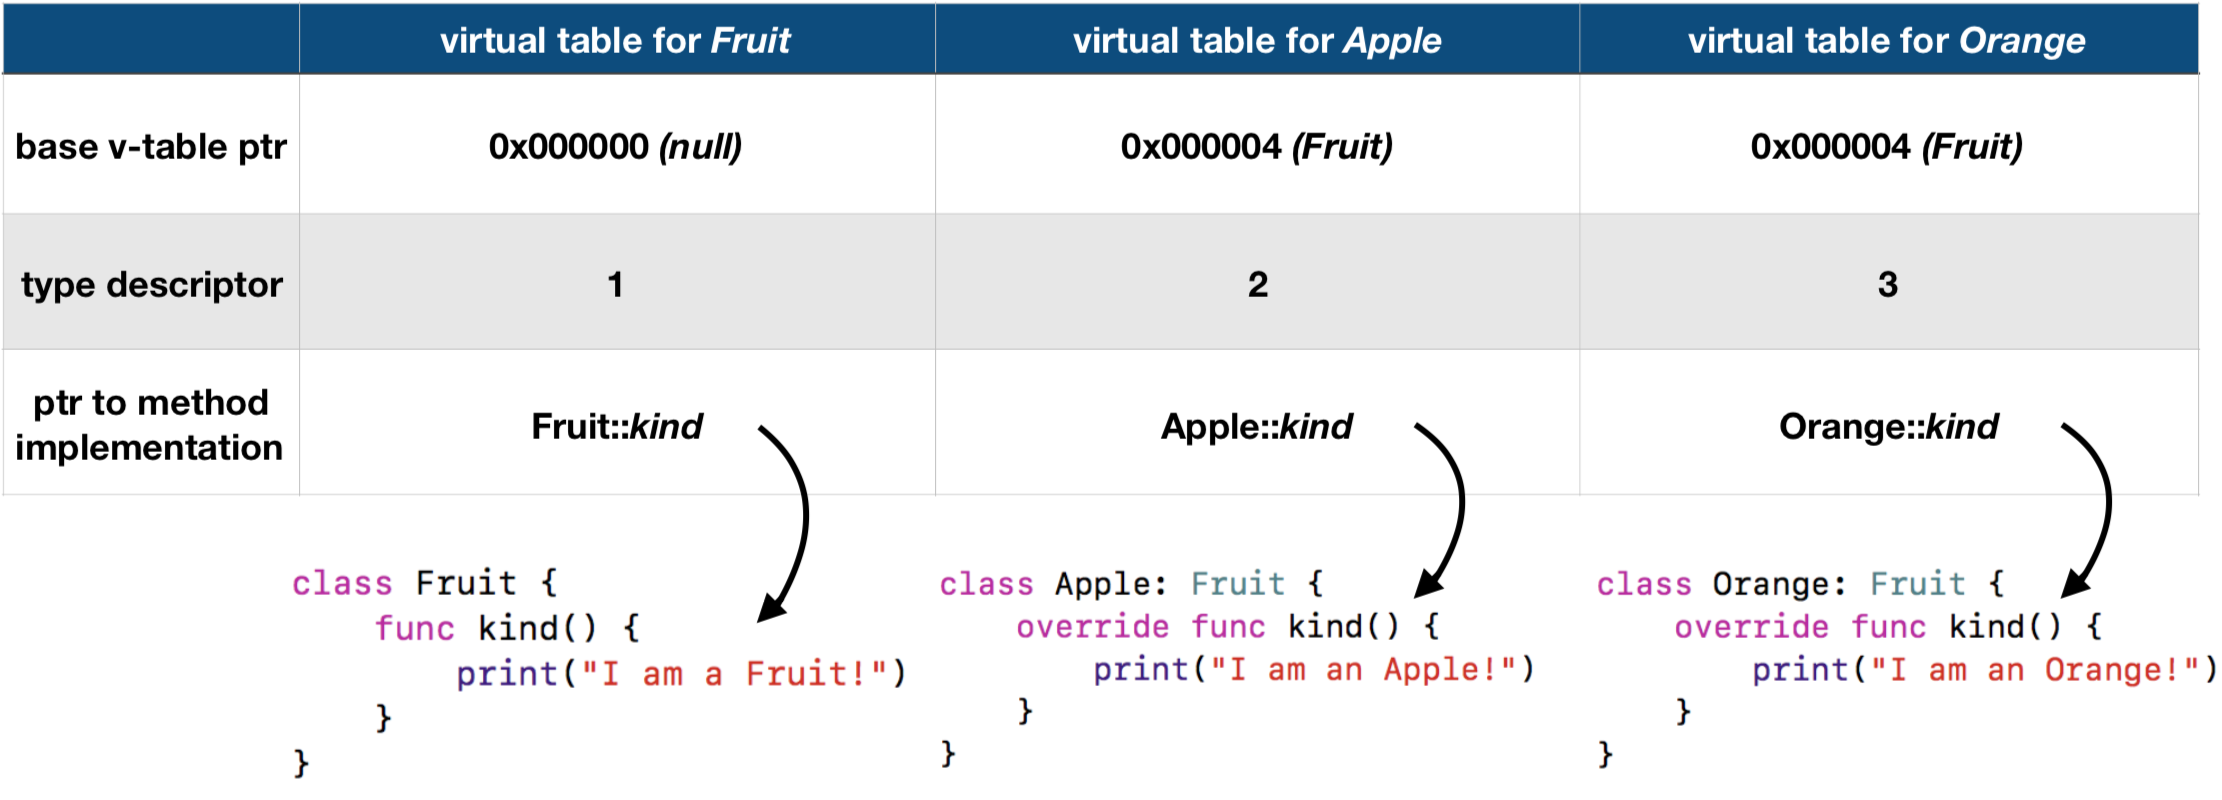 virtual table for Fruit virtual table for Apple virtual table for Orange
base v-table ptr 0x000000 (null) 0x000004 (Fruit) 0x000004 (Fruit)
type descriptor 1 2 3
ptr to method
implementation Fruit::kind Apple::kind Orange::kind
class Fruit {
func kind() {
print("I am a Fruit!")
}
}
class Apple: Fruit {
override func kind() {
print("I am an Apple!")
}
}
class Orange: Fruit {
override func kind() {
print("I am an Orange!")
}
}